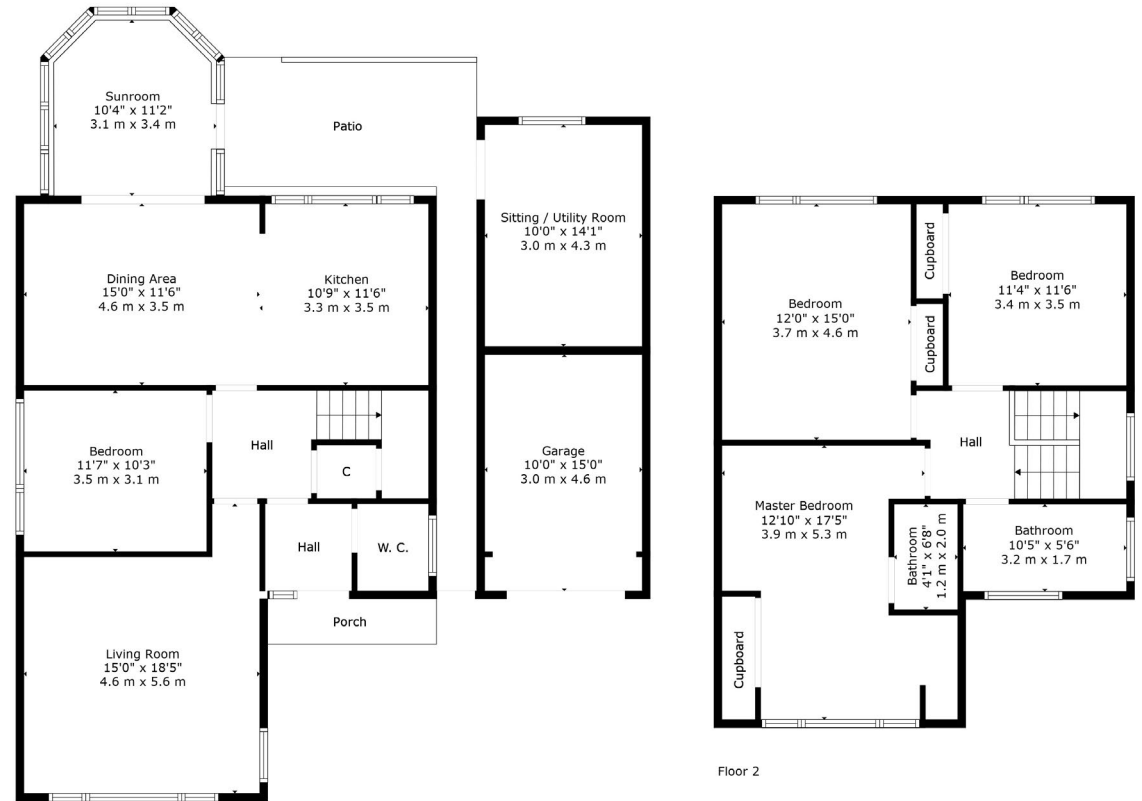 Sunroom
10'4" x 11'2"
3.1 m x 3.4 m
Patio
Sitting / Utility Room
10'0" x 14'1"
3.0 m x 4.3 m
Dining Area
15'0" x 11'6"
4.6 m x 3.5 m
Kitchen
10'9" x 11'6"
3.3 m x 3.5 m
Bedroom
11'7" x 10'3"
3.5 m x 3.1 m
Hall
C
Garage
10'0" x 15'0"
3.0 m x 4.6 m
Hall
W. C.
Porch
Living Room
15'0" x 18'5"
4.6 m x 5.6 m
Bedroom
12'0" x 15'0"
3.7 m x 4.6 m
Cupboard
Cupboard
Bedroom
11'4" x 11'6"
3.4 m x 3.5 m
Hall
Master Bedroom
12'10" x 17'5"
3.9 m x 5.3 m
Bathroom
4'1" x 6'8"
1.2 m x 2.0 m
Bathroom
10'5" x 5'6"
3.2 m x 1.7 m
Cupboard
Floor 2